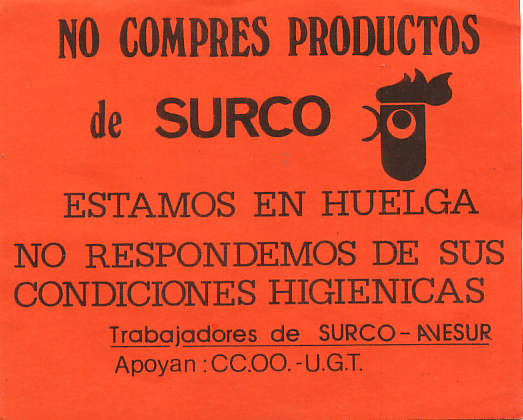 NO COMPRES PRODUCTOS
de SURCO
ESTAMOS EN HUELGA
NO RESPONDEMOS DE SUS
CONDICIONES HIGIENICAS
Trabajadores de SURCO-AVESUR
Apoyan : CC.OO.-U.G.T.